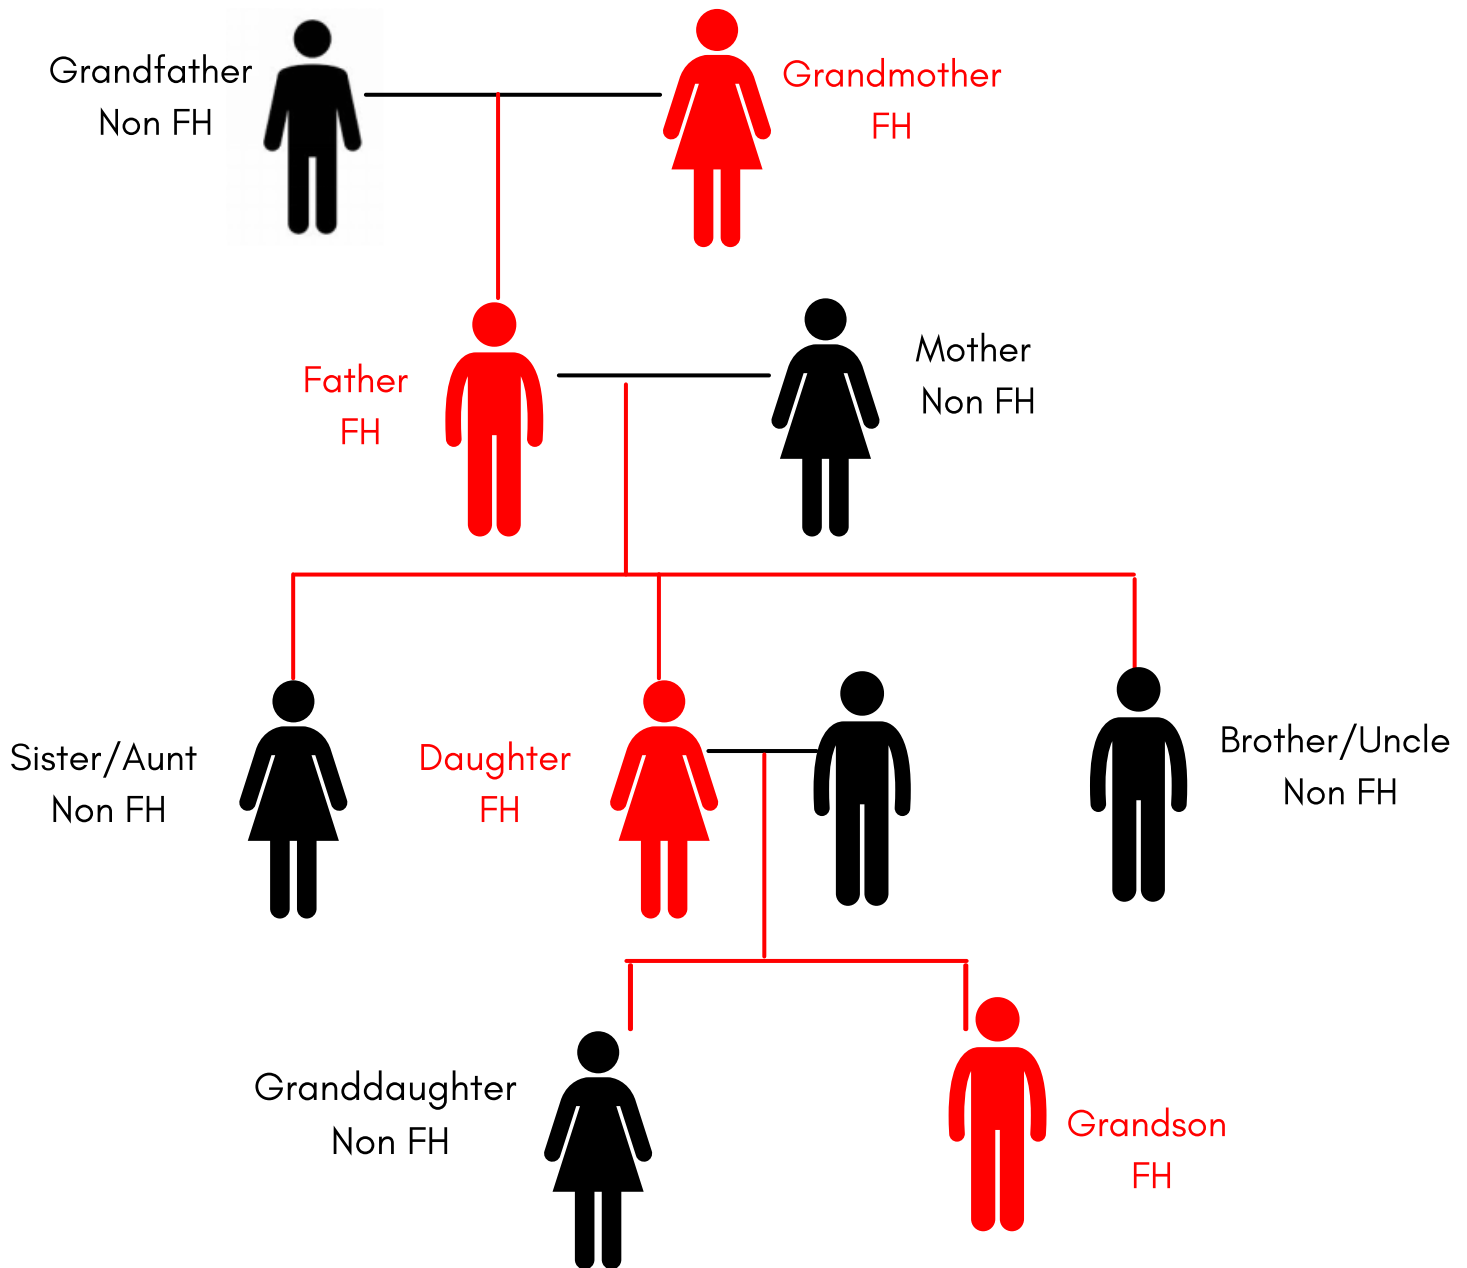 Grandfather
Non FH
Grandmother
FH
Father
FH
Mother
Non FH
Sister/Aunt
Non FH
Daughter
FH
Brother/Uncle
Non FH
Granddaughter
Non FH
Grandson
FH